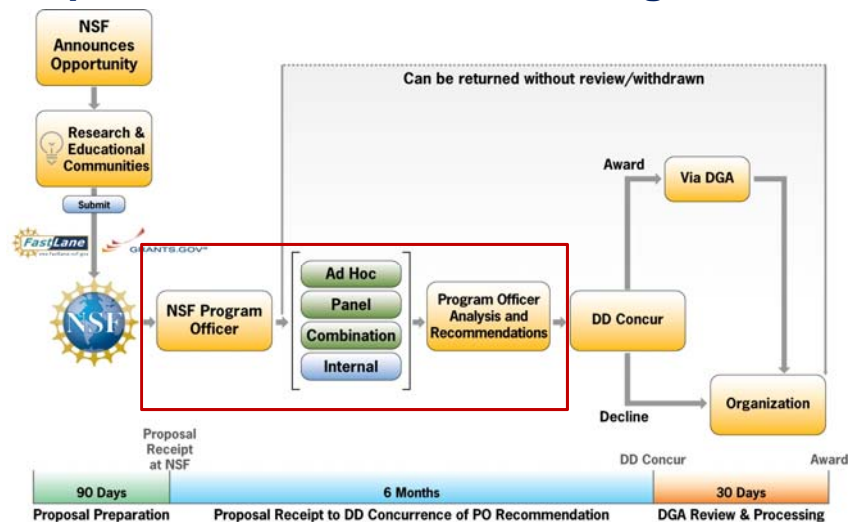 NSF
Announces
Opportunity
Can be returned without review/withdrawn
Research &
Educational
Communities
Submit
FastLane
GRANTS.GOV
NSF
NSF Program
Officer
Ad Hoc
Panel
Combination
Internal
Program Officer
Analysis and
Recommendations
DD Concur
Award
Via DGA
Decline
Organization
Proposal
Receipt
at NSF
DD Concur
Award
90 Days
6 Months
30 Days
Proposal Preparation
Proposal Receipt to DD Concurrence of PO Recommendation
DGA Review & Processing